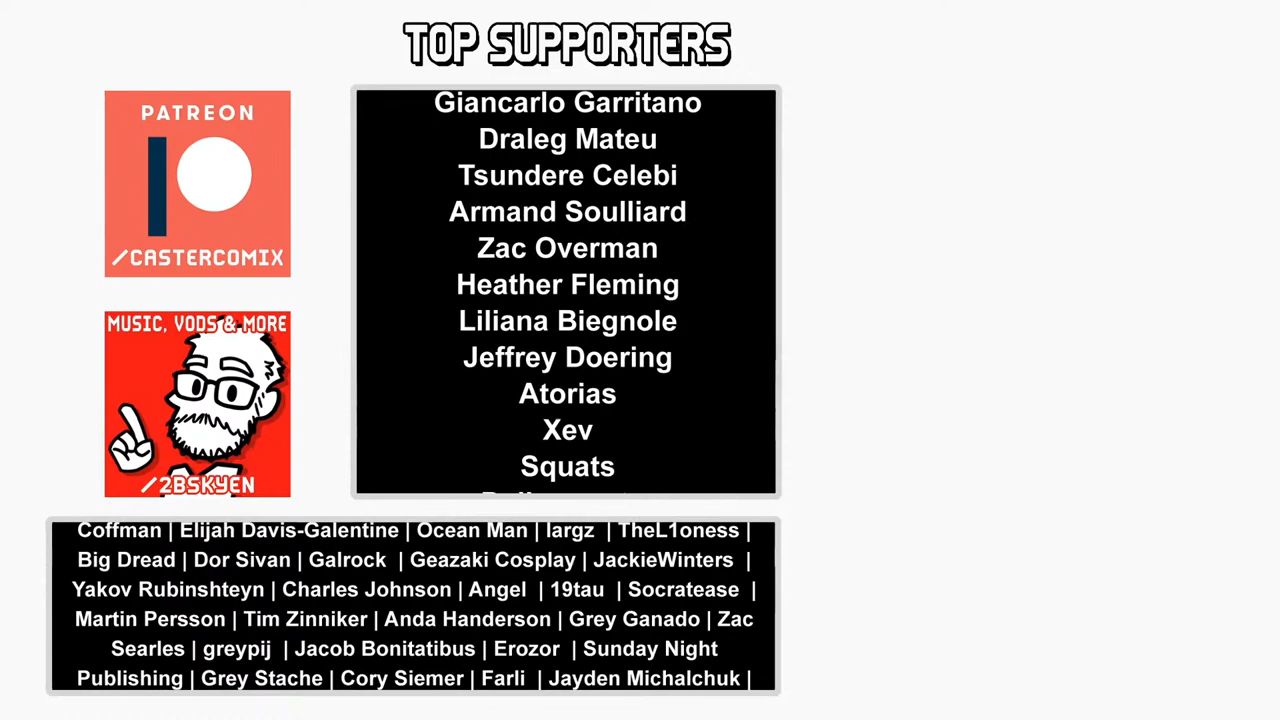 TOP SUPPORTERS
PATREON
/CASTERCOMIX
MUSIC, VODS & MORE
/2BSKYEN
Giancarlo Garritano
Draleg Mateu
Tsundere Celebi
Armand Soulliard
Zac Overman
Heather Fleming
Liliana Biegnole
Jeffrey Doering
Atorias
Xev
Squats
Coffman | Elijah Davis-Galentine | Ocean Man | largz | TheL1oness |
Big Dread | Dor Sivan | Galrock | Geazaki Cosplay | JackieWinters |
Yakov Rubinshteyn | Charles Johnson | Angel | 19tau | Socratease |
Martin Persson | Tim Zinniker | Anda Handerson | Grey Ganado | Zac
Searles | greypij | Jacob Bonitatibus | Erozor | Sunday Night
Publishing | Grey Stache | Cory Siemer | Farli | Jayden Michalchuk |